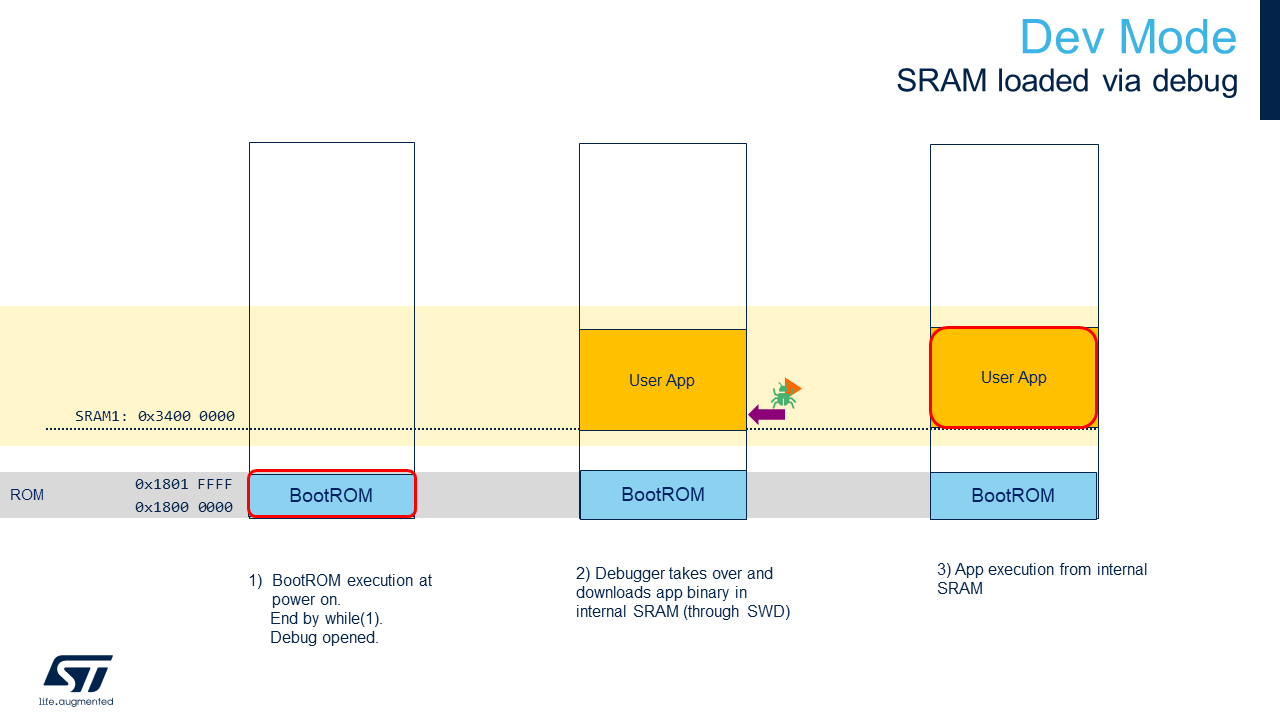 Dev Mode
SRAM loaded via debug
User App
User App
SRAM1: 0x3400 0000
ROM
0x1801 FFFF
0x1800 0000
BootROM
BootROM
BootROM
1) BootROM execution at
power on.
End by while(1).
Debug opened.
2) Debugger takes over and
downloads app binary in
internal SRAM (through SWD)
3) App execution from internal
SRAM
ST
life.augmented